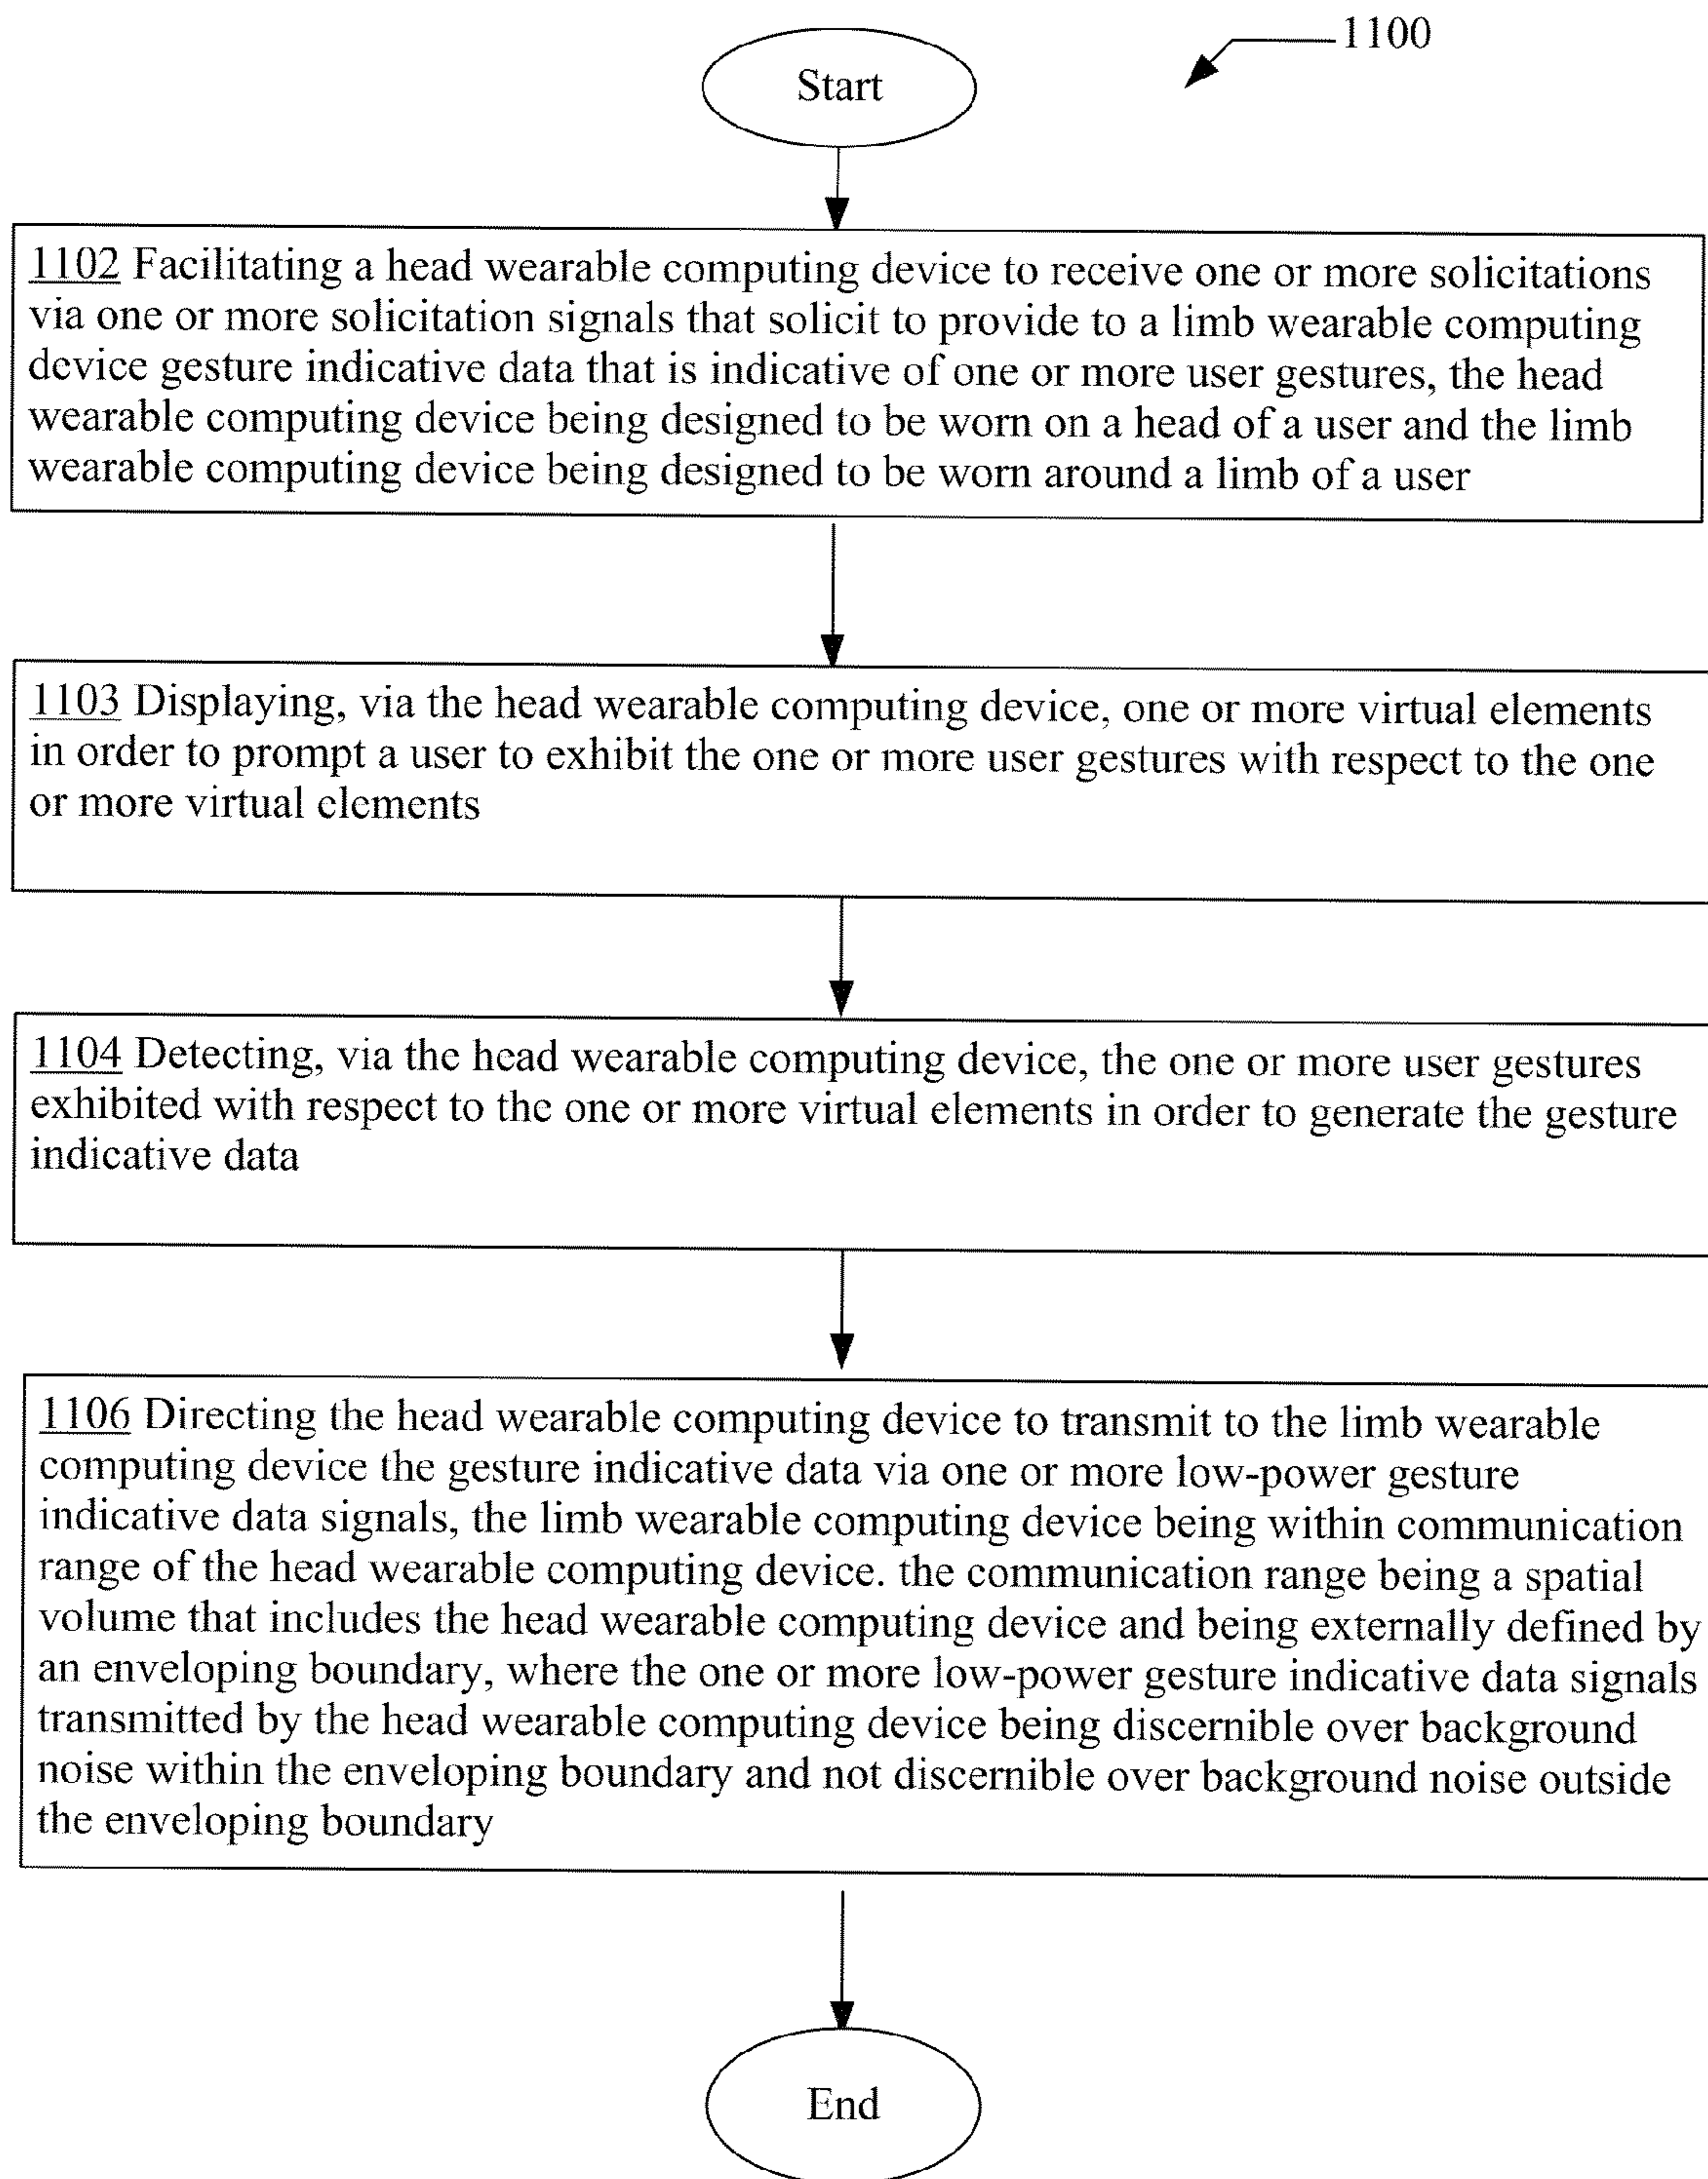 1100
Start
1102 Facilitating a head wearable computing device to receive one or more solicitations
via one or more solicitation signals that solicit to provide to a limb wearable computing
device gesture indicative data that is indicative of one or more user gestures, the head
wearable computing device being designed to be worn on a head of a user and the limb
wearable computing device being designed to be worn around a limb of a user
1103 Displaying, via the head wearable computing device, one or more virtual elements
in order to prompt a user to exhibit the one or more user gestures with respect to the one
or more virtual elements
1104 Detecting, via the head wearable computing device, the one or more user gestures
exhibited with respect to the one or more virtual elements in order to generate the gesture
indicative data
1106 Directing the head wearable computing device to transmit to the limb wearable
computing device the gesture indicative data via one or more low-power gesture
indicative data signals, the limb wearable computing device being within communication
range of the head wearable computing device. the communication range being a spatial
volume that includes the head wearable computing device and being externally defined by
an enveloping boundary, where the one or more low-power gesture indicative data signals
transmitted by the head wearable computing device being discernible over background
noise within the enveloping boundary and not discernible over background noise outside
the enveloping boundary
End